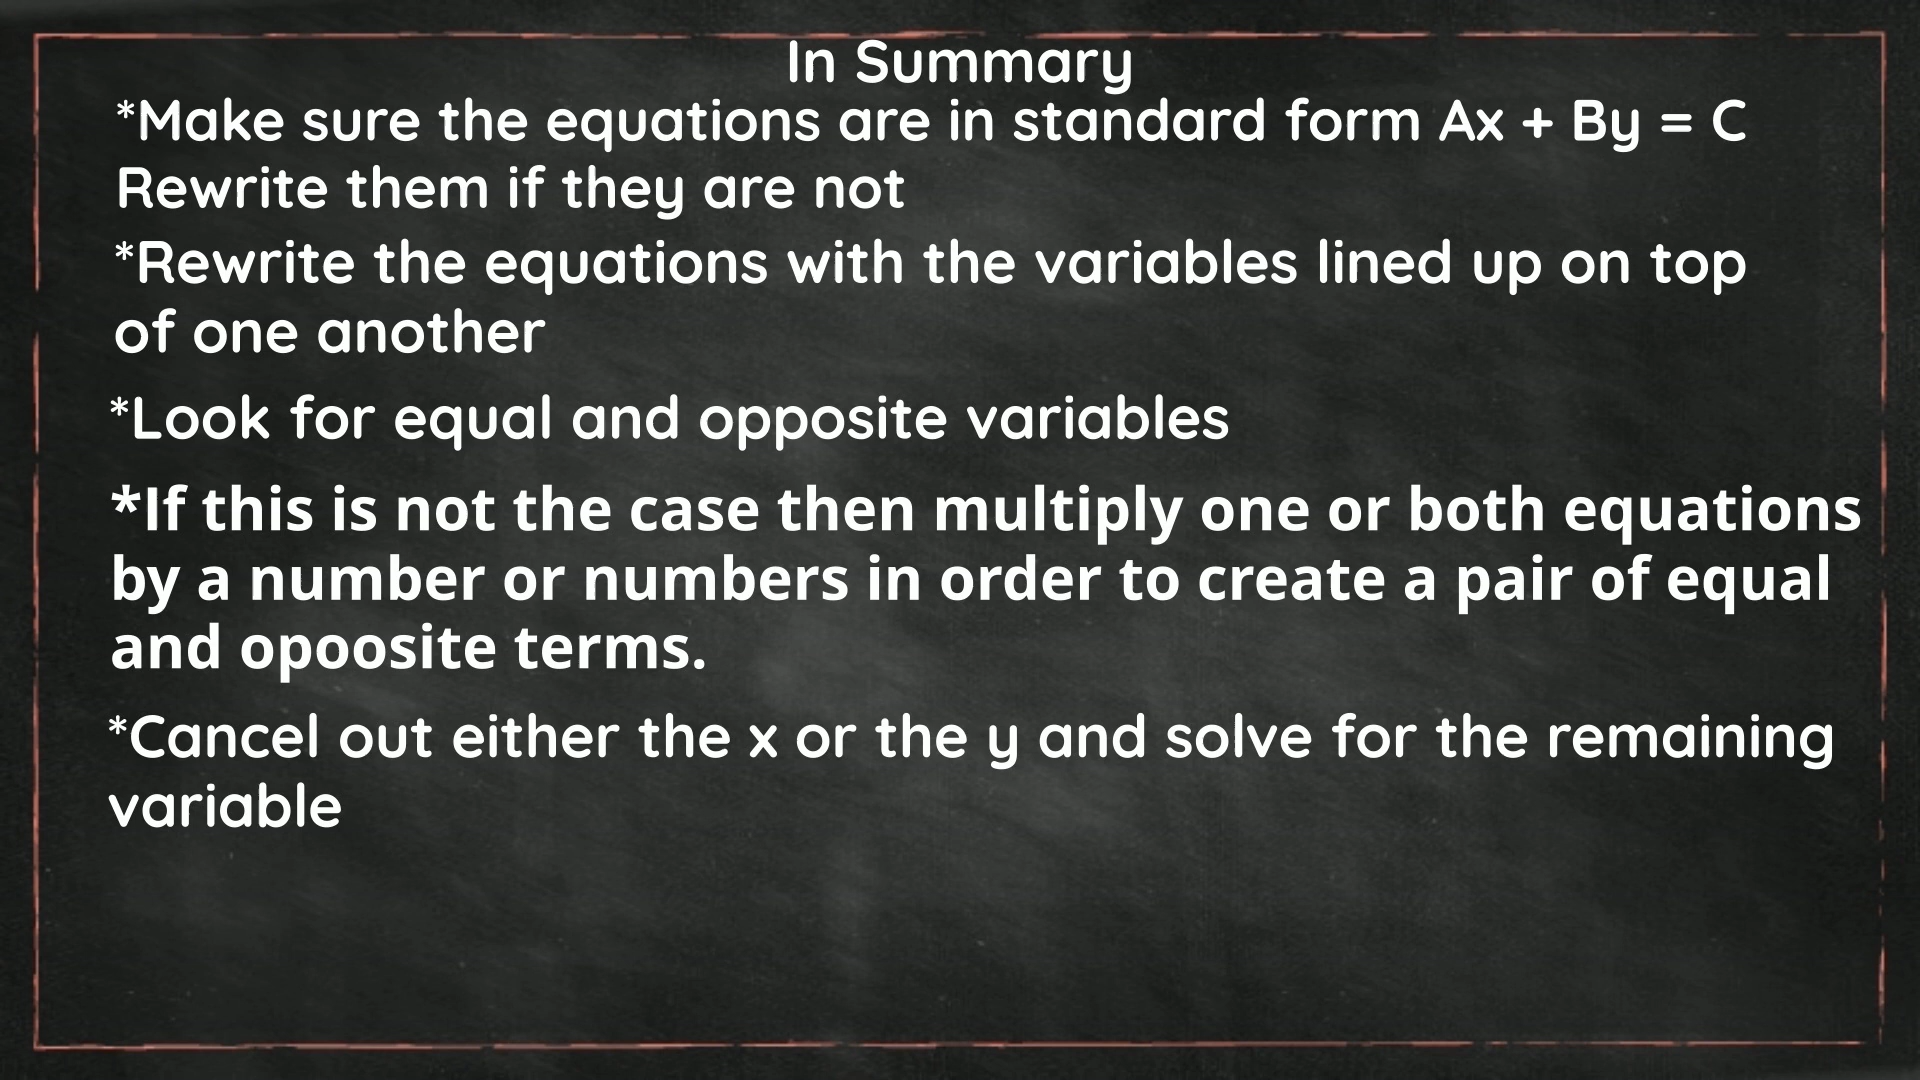 In Summary
*Make sure the equations are in standard form Ax + By = C
Rewrite them if they are not
*Rewrite the equations with the variables lined up on top
of one another
*Look for equal and opposite variables
*If this is not the case then multiply one or both equations
by a number or numbers in order to create a pair of equal
and opoosite terms.
*Cancel out either the x or the y and solve for the remaining
variable